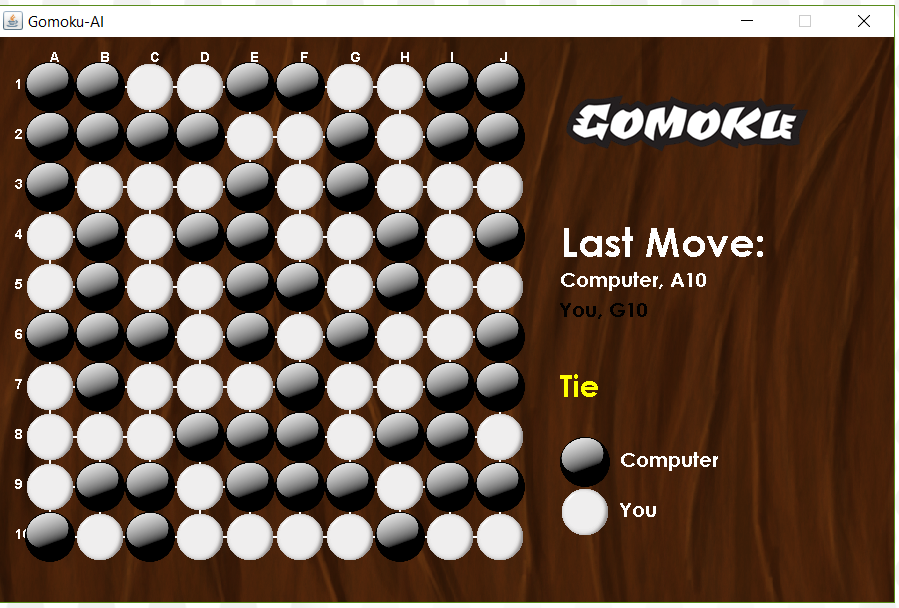 Gomoku-AI
A B C D E F G H I J
1
2
3
4
5
6
7
8
9
10
GOMOKU
Last Move:
Computer, A10
You, G10
Tie
Computer
You